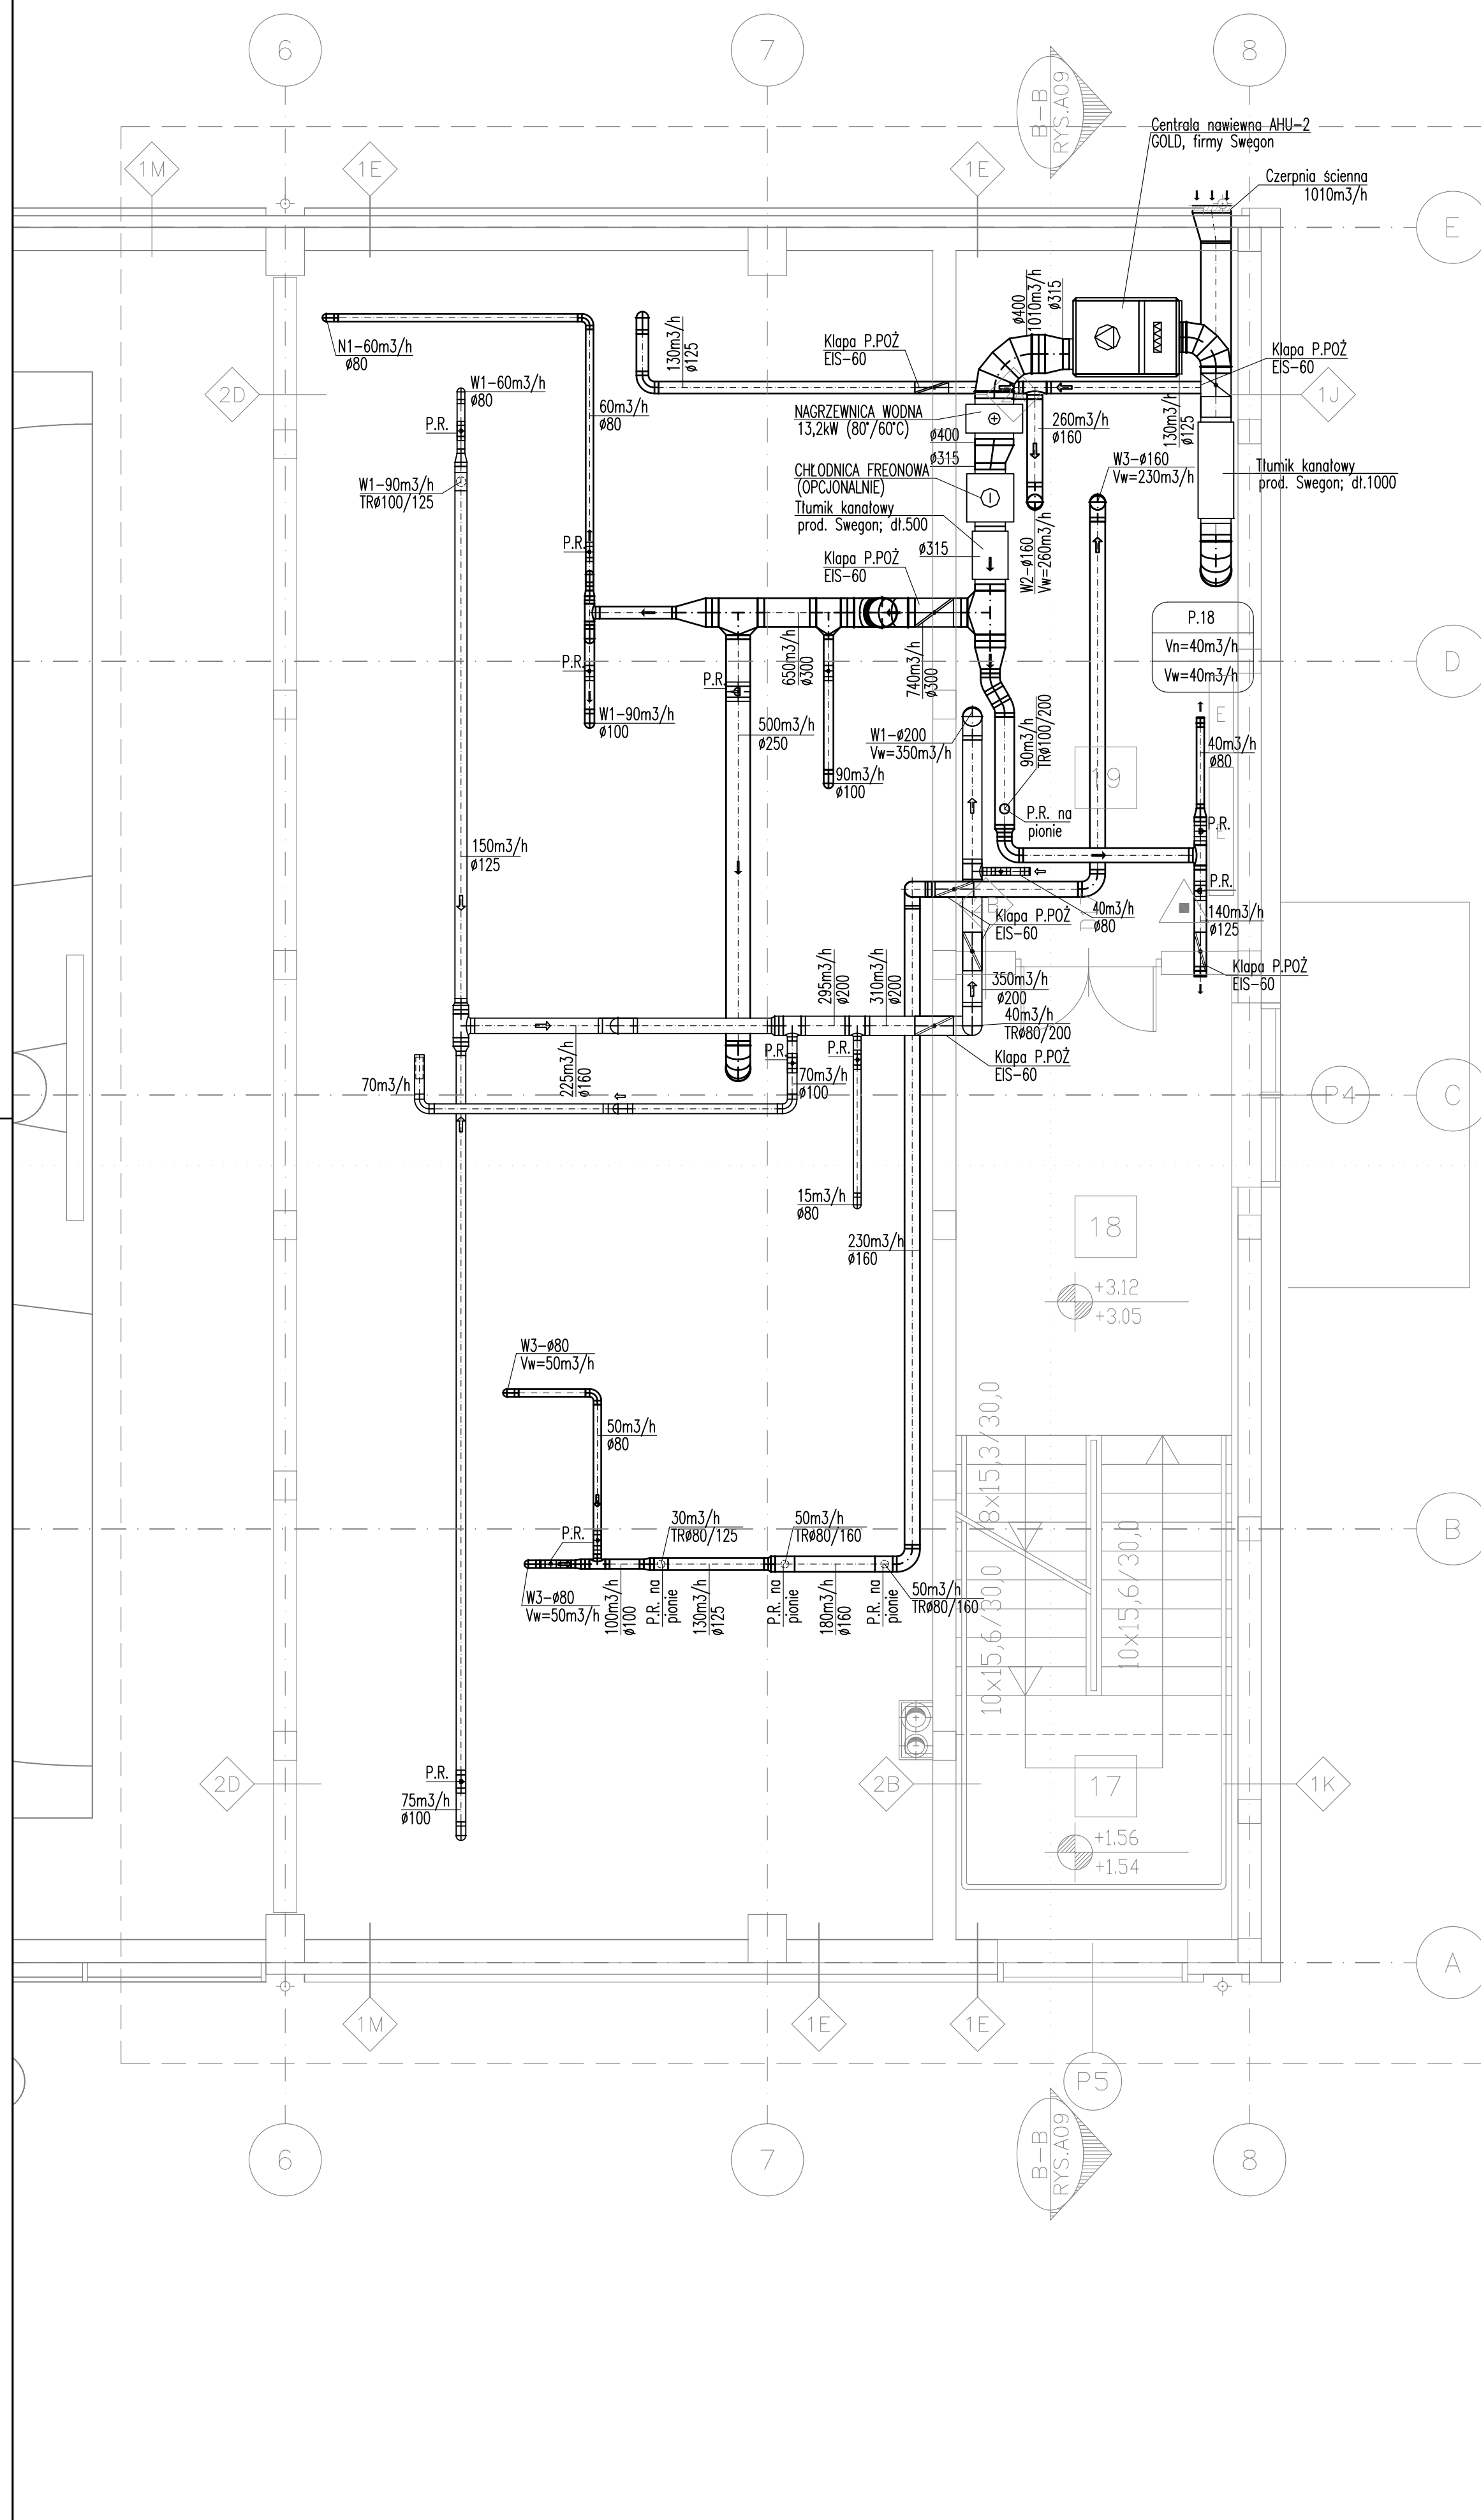 6
7
8
B-B
RYS.A09
Centrala nawiewna AHU-2
GOLD, firmy Swegon
1M
1E
1E
Czerpnia ścienna
1010m3/h
E
N1-60m3/h
ø80
130m3/h
ø125
Klapa P.POŻ
EIS-60
ø400
1010m3/h
ø315
Klapa P.POŻ
EIS-60
2D
W1-60m3/h
ø80
P.R.
60m3/h
ø80
NAGRZEWNICA WODNA
13,2kW (80°/60°C)
ø400
260m3/h
ø160
130m3/h
ø125
1J
ø315
W3-ø160
Vw=230m3/h
Tłumik kanałowy
prod. Swegon; dł.1000
W1-90m3/h
TRø100/125
CHŁODNICA FREONOWA
(OPCJONALNIE)
Tłumik kanałowy
prod. Swegon; dł.500
P.R.
Klapa P.POŻ
EIS-60
ø315
W2-ø160
Vw=260m3/h
P.18
Vn=40m3/h
Vw=40m3/h
P.R.
P.R.
650m3/h
ø300
740m3/h
ø300
D
W1-90m3/h
ø100
500m3/h
ø250
W1-ø200
Vw=350m3/h
90m3/h
TRø100/200
E
40m3/h
ø80
90m3/h
ø100
19
P.R. na
pionie
P.R.
E
150m3/h
ø125
P.R.
2B
Klapa P.POŻ
EIS-60
40m3/h
ø80
140m3/h
ø125
295m3/h
ø200
310m3/h
ø200
350m3/h
ø200
Klapa P.POŻ
EIS-60
40m3/h
TRø80/200
P.R.
P.R.
Klapa P.POŻ
EIS-60
70m3/h
225m3/h
ø160
70m3/h
ø100
P4
C
15m3/h
ø80
18
230m3/h
ø160
+3.12
+3.05
W3-ø80
Vw=50m3/h
50m3/h
ø80
8x15,3/30,0
10x15,6/30,0
10x15,6/30,0
B
30m3/h
TRø80/125
50m3/h
TRø80/160
P.R.
W3-ø80
Vw=50m3/h
100m3/h
ø100
P.R. na
pionie
130m3/h
ø125
P.R. na
pionie
180m3/h
ø160
P.R. na
pionie
50m3/h
TRø80/160
P.R.
75m3/h
ø100
2D
2B
17
1K
+1.56
+1.54
A
1M
1E
1E
P5
6
7
8
B-B
RYS.A09